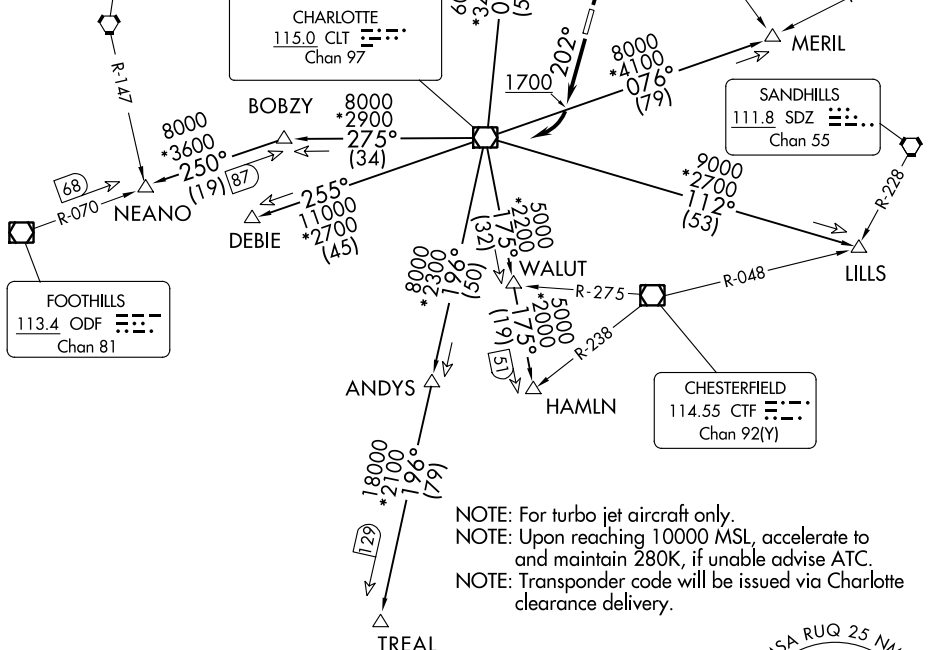 CHARLOTTE
115.0 CLT
Chan 97
R-147
1700
202°
8000
*4100
076°
(79)
MERIL
SANDHILLS
111.8 SDZ
Chan 55
BOBZY
8000
*2900
275°
(34)
8000
*3600
250°
(19)
87
68
R-070
NEANO
255°
11000
*2700
(45)
DEBIE
9000
*2700
112°
(53)
R-228
LILLS
R-048
FOOTHILLS
113.4 ODF
Chan 81
8000
*2300
196°
(50)
5000
*2200
175°
(32)
WALUT
R-275
5000
*2000
175°
(19)
51
R-238
ANDYS
HAMLN
CHESTERFIELD
114.55 CTF
Chan 92(Y)
18000
*2100
196°
(79)
129
TREAL
NOTE: For turbo jet aircraft only.
NOTE: Upon reaching 10000 MSL, accelerate to
and maintain 280K, if unable advise ATC.
NOTE: Transponder code will be issued via Charlotte
clearance delivery.
RUQ 25 NM